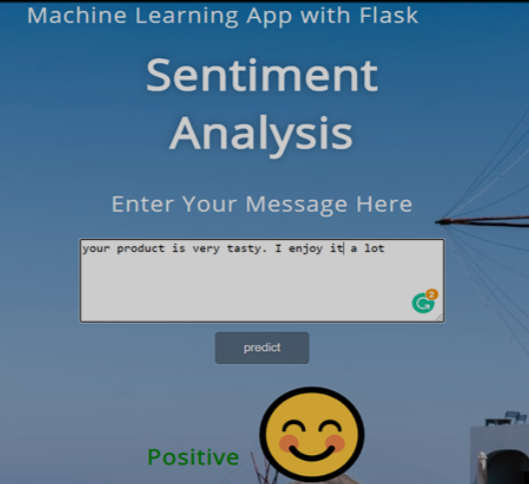 Machine Learning App with Flask
Sentiment
Analysis
Enter Your Message Here
your product is very tasty. I enjoy it a lot
2
predict
Positive